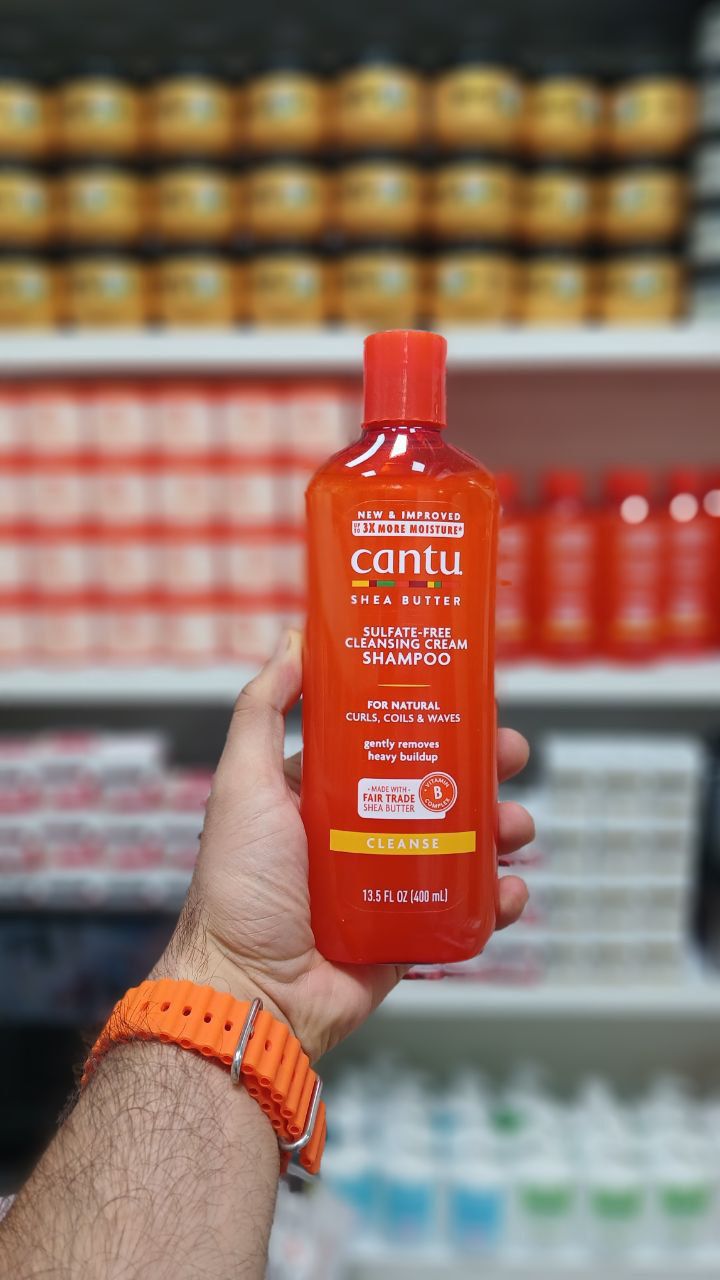 NEW & IMPROVED
UP TO 3X MORE MOISTURE*
cantu
SHEA BUTTER
SULFATE-FREE
CLEANSING CREAM
SHAMPOO
FOR NATURAL
CURLS, COILS & WAVES
gently removes
heavy buildup
• MADE WITH •
FAIR TRADE
SHEA BUTTER
VITAMIN
B
COMPLEX
CLEANSE
13.5 FL OZ (400 mL)